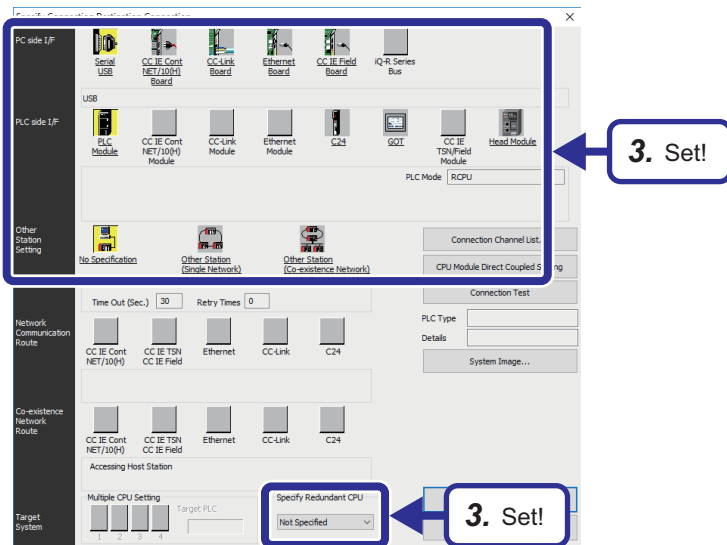 PC side I/F
Serial
USB
CC IE Cont
NET/10(H)
Board
CC-Link
Board
Ethernet
Board
CC IE Field
Board
iQ-R Series
Bus
USB
PLC side I/F
PLC
Module
CC IE Cont
NET/10(H)
Module
CC-Link
Module
Ethernet
Module
C24
GOT
CC IE
TSN/Field
Module
Head Module
3. Set!
PLC Mode RCPU
Other
Station
Setting
No Specification
Other Station
(Single Network)
Other Station
(Co-existence Network)
Connection Channel List...
CPU Module Direct Coupled Setting
Time Out (Sec.) 30 Retry Times 0
Connection Test
PLC Type
Details
System Image...
Network
Communication
Route
CC IE Cont
NET/10(H)
CC IE TSN
CC IE Field
Ethernet
CC-Link
C24
Co-existence
Network
Route
CC IE Cont
NET/10(H)
CC IE TSN
CC IE Field
Ethernet
CC-Link
C24
Accessing Host Station
Target
System
Multiple CPU Setting
1 2 3 4
Target PLC
Specify Redundant CPU
Not Specified
3. Set!